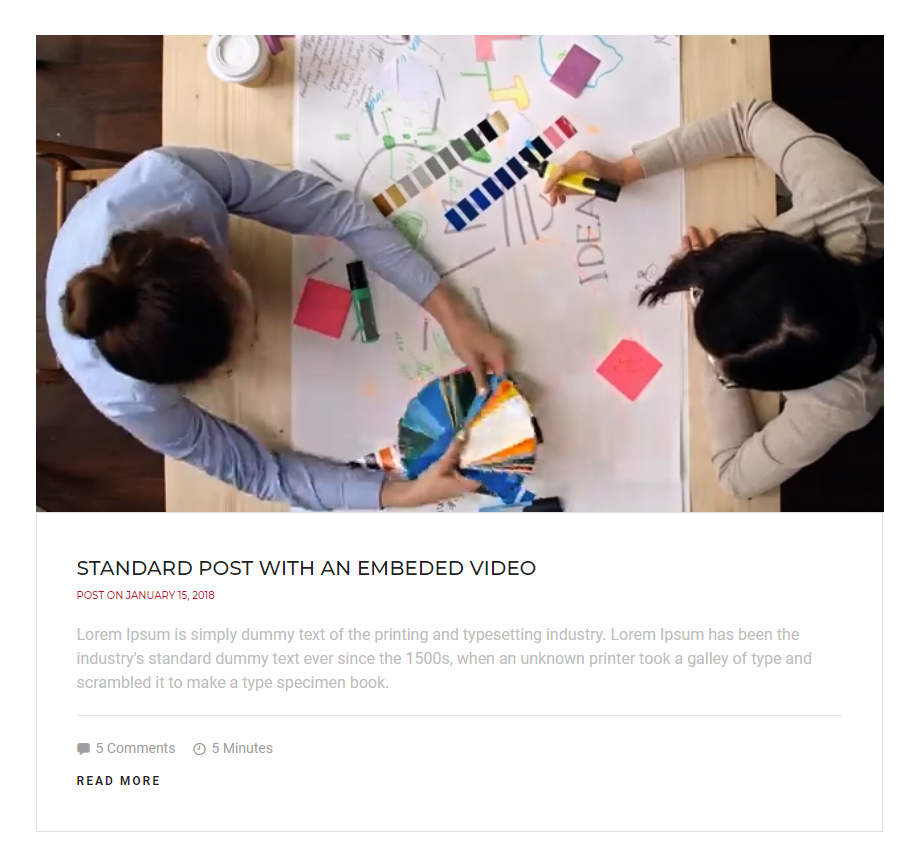 IDEA
STANDARD POST WITH AN EMBEDED VIDEO
POST ON JANUARY 15, 2018
Lorem Ipsum is simply dummy text of the printing and typesetting industry. Lorem Ipsum has been the
industry's standard dummy text ever since the 1500s, when an unknown printer took a galley of type and
scrambled it to make a type specimen book.
5 Comments 5 Minutes
READ MORE